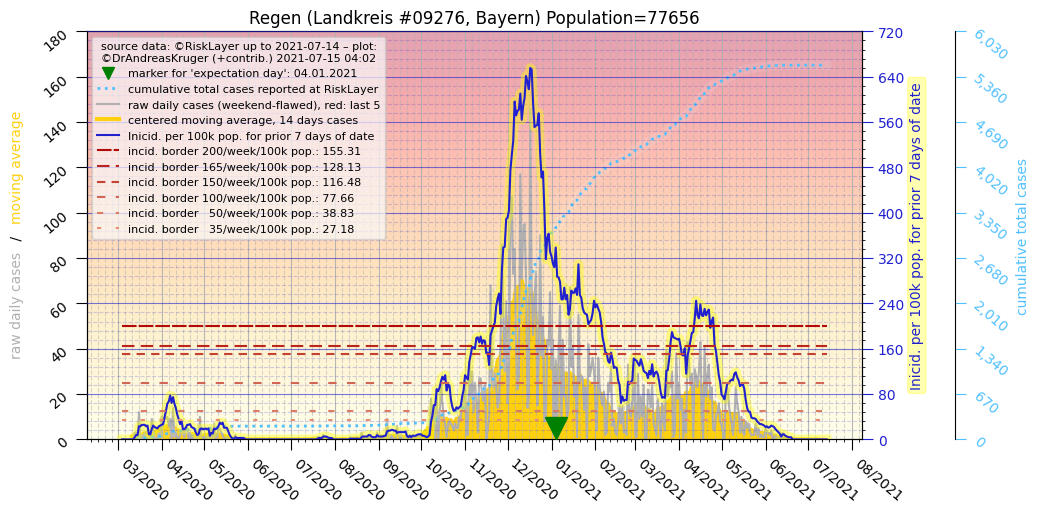 Regen (Landkreis #09276, Bayern) Population=77656
source data: ©RiskLayer up to 2021-07-14 – plot:
©DrAndreasKruger (+contrib.) 2021-07-15 04:02
marker for 'expectation day': 04.01.2021
cumulative total cases reported at RiskLayer
raw daily cases (weekend-flawed), red: last 5
centered moving average, 14 days cases
Inicid. per 100k pop. for prior 7 days of date
incid. border 200/week/100k pop.: 155.31
incid. border 165/week/100k pop.: 128.13
incid. border 150/week/100k pop.: 116.48
incid. border 100/week/100k pop.: 77.66
incid. border 50/week/100k pop.: 38.83
incid. border 35/week/100k pop.: 27.18
raw daily cases / moving average
180
160
140
120
100
80
60
40
20
0
03/2020
04/2020
05/2020
06/2020
07/2020
08/2020
09/2020
10/2020
11/2020
12/2020
01/2021
02/2021
03/2021
04/2021
05/2021
06/2021
07/2021
08/2021
720
640
560
480
400
320
240
160
80
0
Inicid. per 100k pop. for prior 7 days of date
6,030
5,360
4,690
4,020
3,350
2,680
2,010
1,340
670
0
cumulative total cases